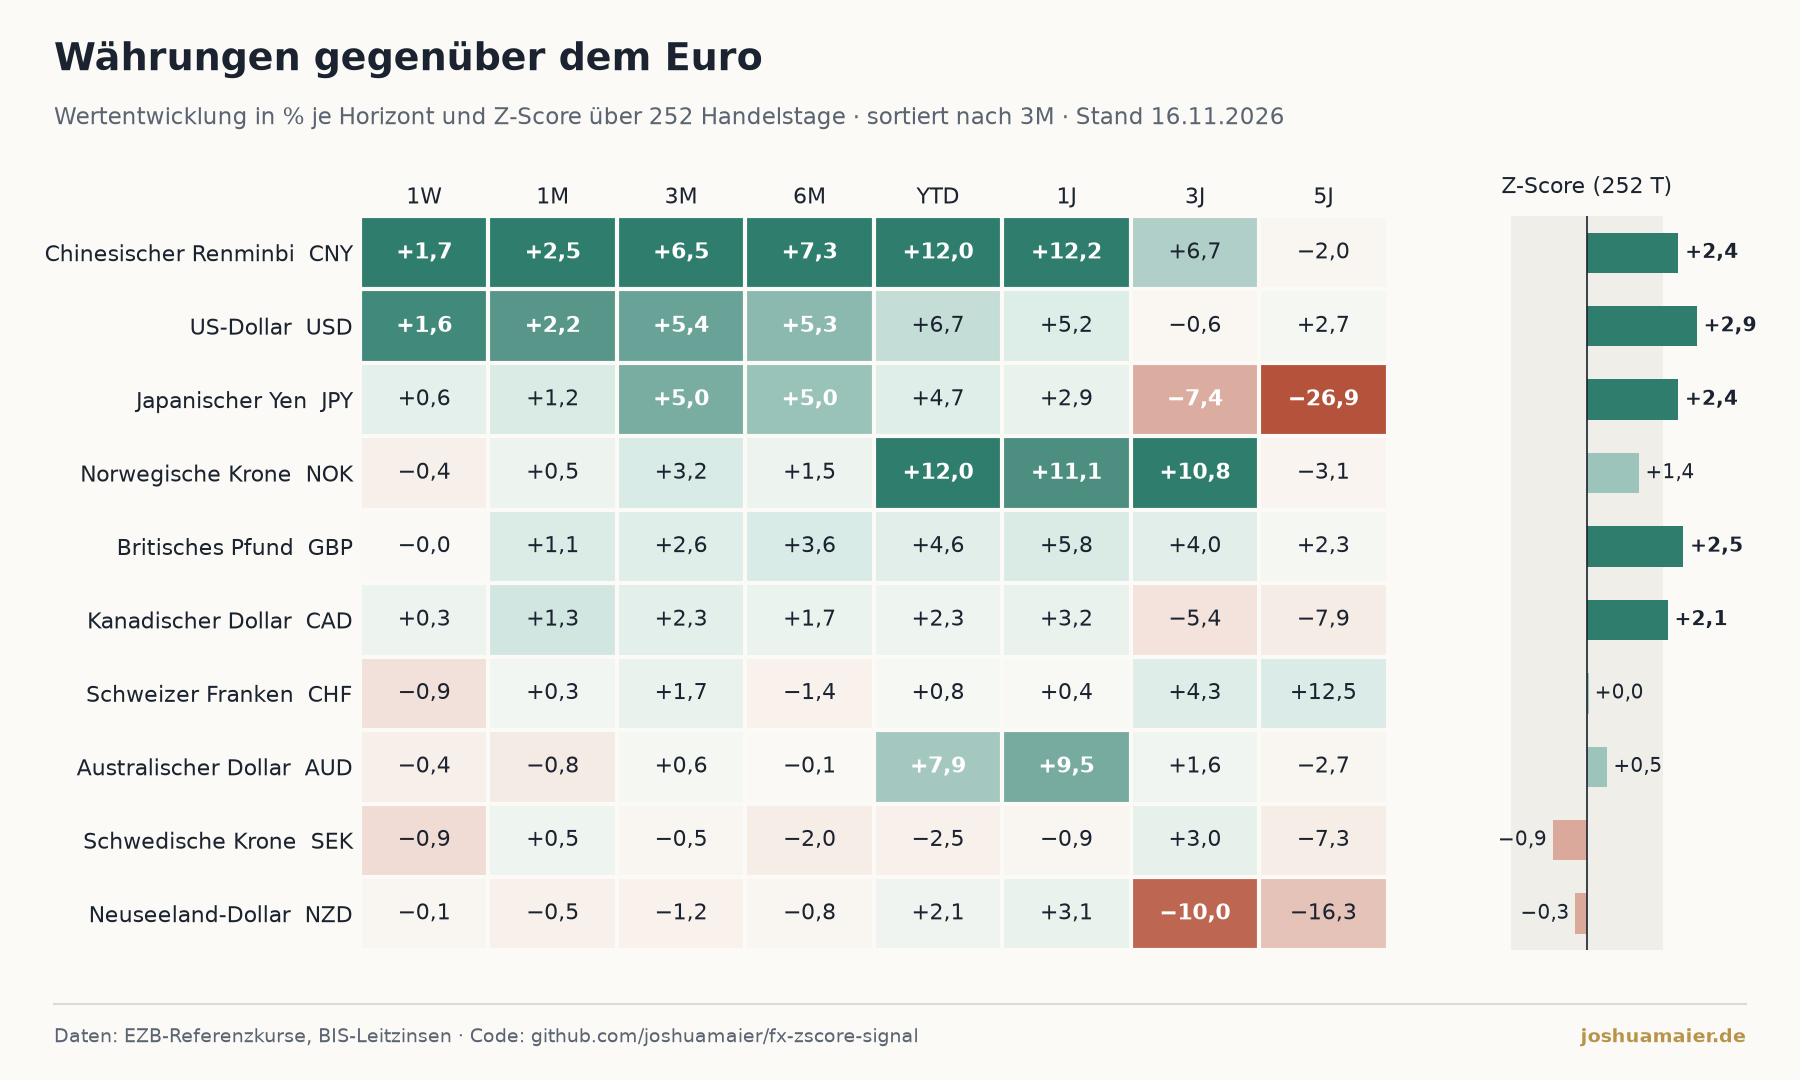 Währungen gegenüber dem Euro
Wertentwicklung in % je Horizont und Z-Score über 252 Handelstage · sortiert nach 3M · Stand 16.11.2026
1W 1M 3M 6M YTD 1J 3J 5J Z-Score (252 T)
Chinesischer Renminbi CNY +1,7 +2,5 +6,5 +7,3 +12,0 +12,2 +6,7 −2,0 +2,4
US-Dollar USD +1,6 +2,2 +5,4 +5,3 +6,7 +5,2 −0,6 +2,7 +2,9
Japanischer Yen JPY +0,6 +1,2 +5,0 +5,0 +4,7 +2,9 −7,4 −26,9 +2,4
Norwegische Krone NOK −0,4 +0,5 +3,2 +1,5 +12,0 +11,1 +10,8 −3,1 +1,4
Britisches Pfund GBP −0,0 +1,1 +2,6 +3,6 +4,6 +5,8 +4,0 +2,3 +2,5
Kanadischer Dollar CAD +0,3 +1,3 +2,3 +1,7 +2,3 +3,2 −5,4 −7,9 +2,1
Schweizer Franken CHF −0,9 +0,3 +1,7 −1,4 +0,8 +0,4 +4,3 +12,5 +0,0
Australischer Dollar AUD −0,4 −0,8 +0,6 −0,1 +7,9 +9,5 +1,6 −2,7 +0,5
Schwedische Krone SEK −0,9 +0,5 −0,5 −2,0 −2,5 −0,9 +3,0 −7,3 −0,9
Neuseeland-Dollar NZD −0,1 −0,5 −1,2 −0,8 +2,1 +3,1 −10,0 −16,3 −0,3
Daten: EZB-Referenzkurse, BIS-Leitzinsen · Code: github.com/joshuamaier/fx-zscore-signal
joshuamaier.de